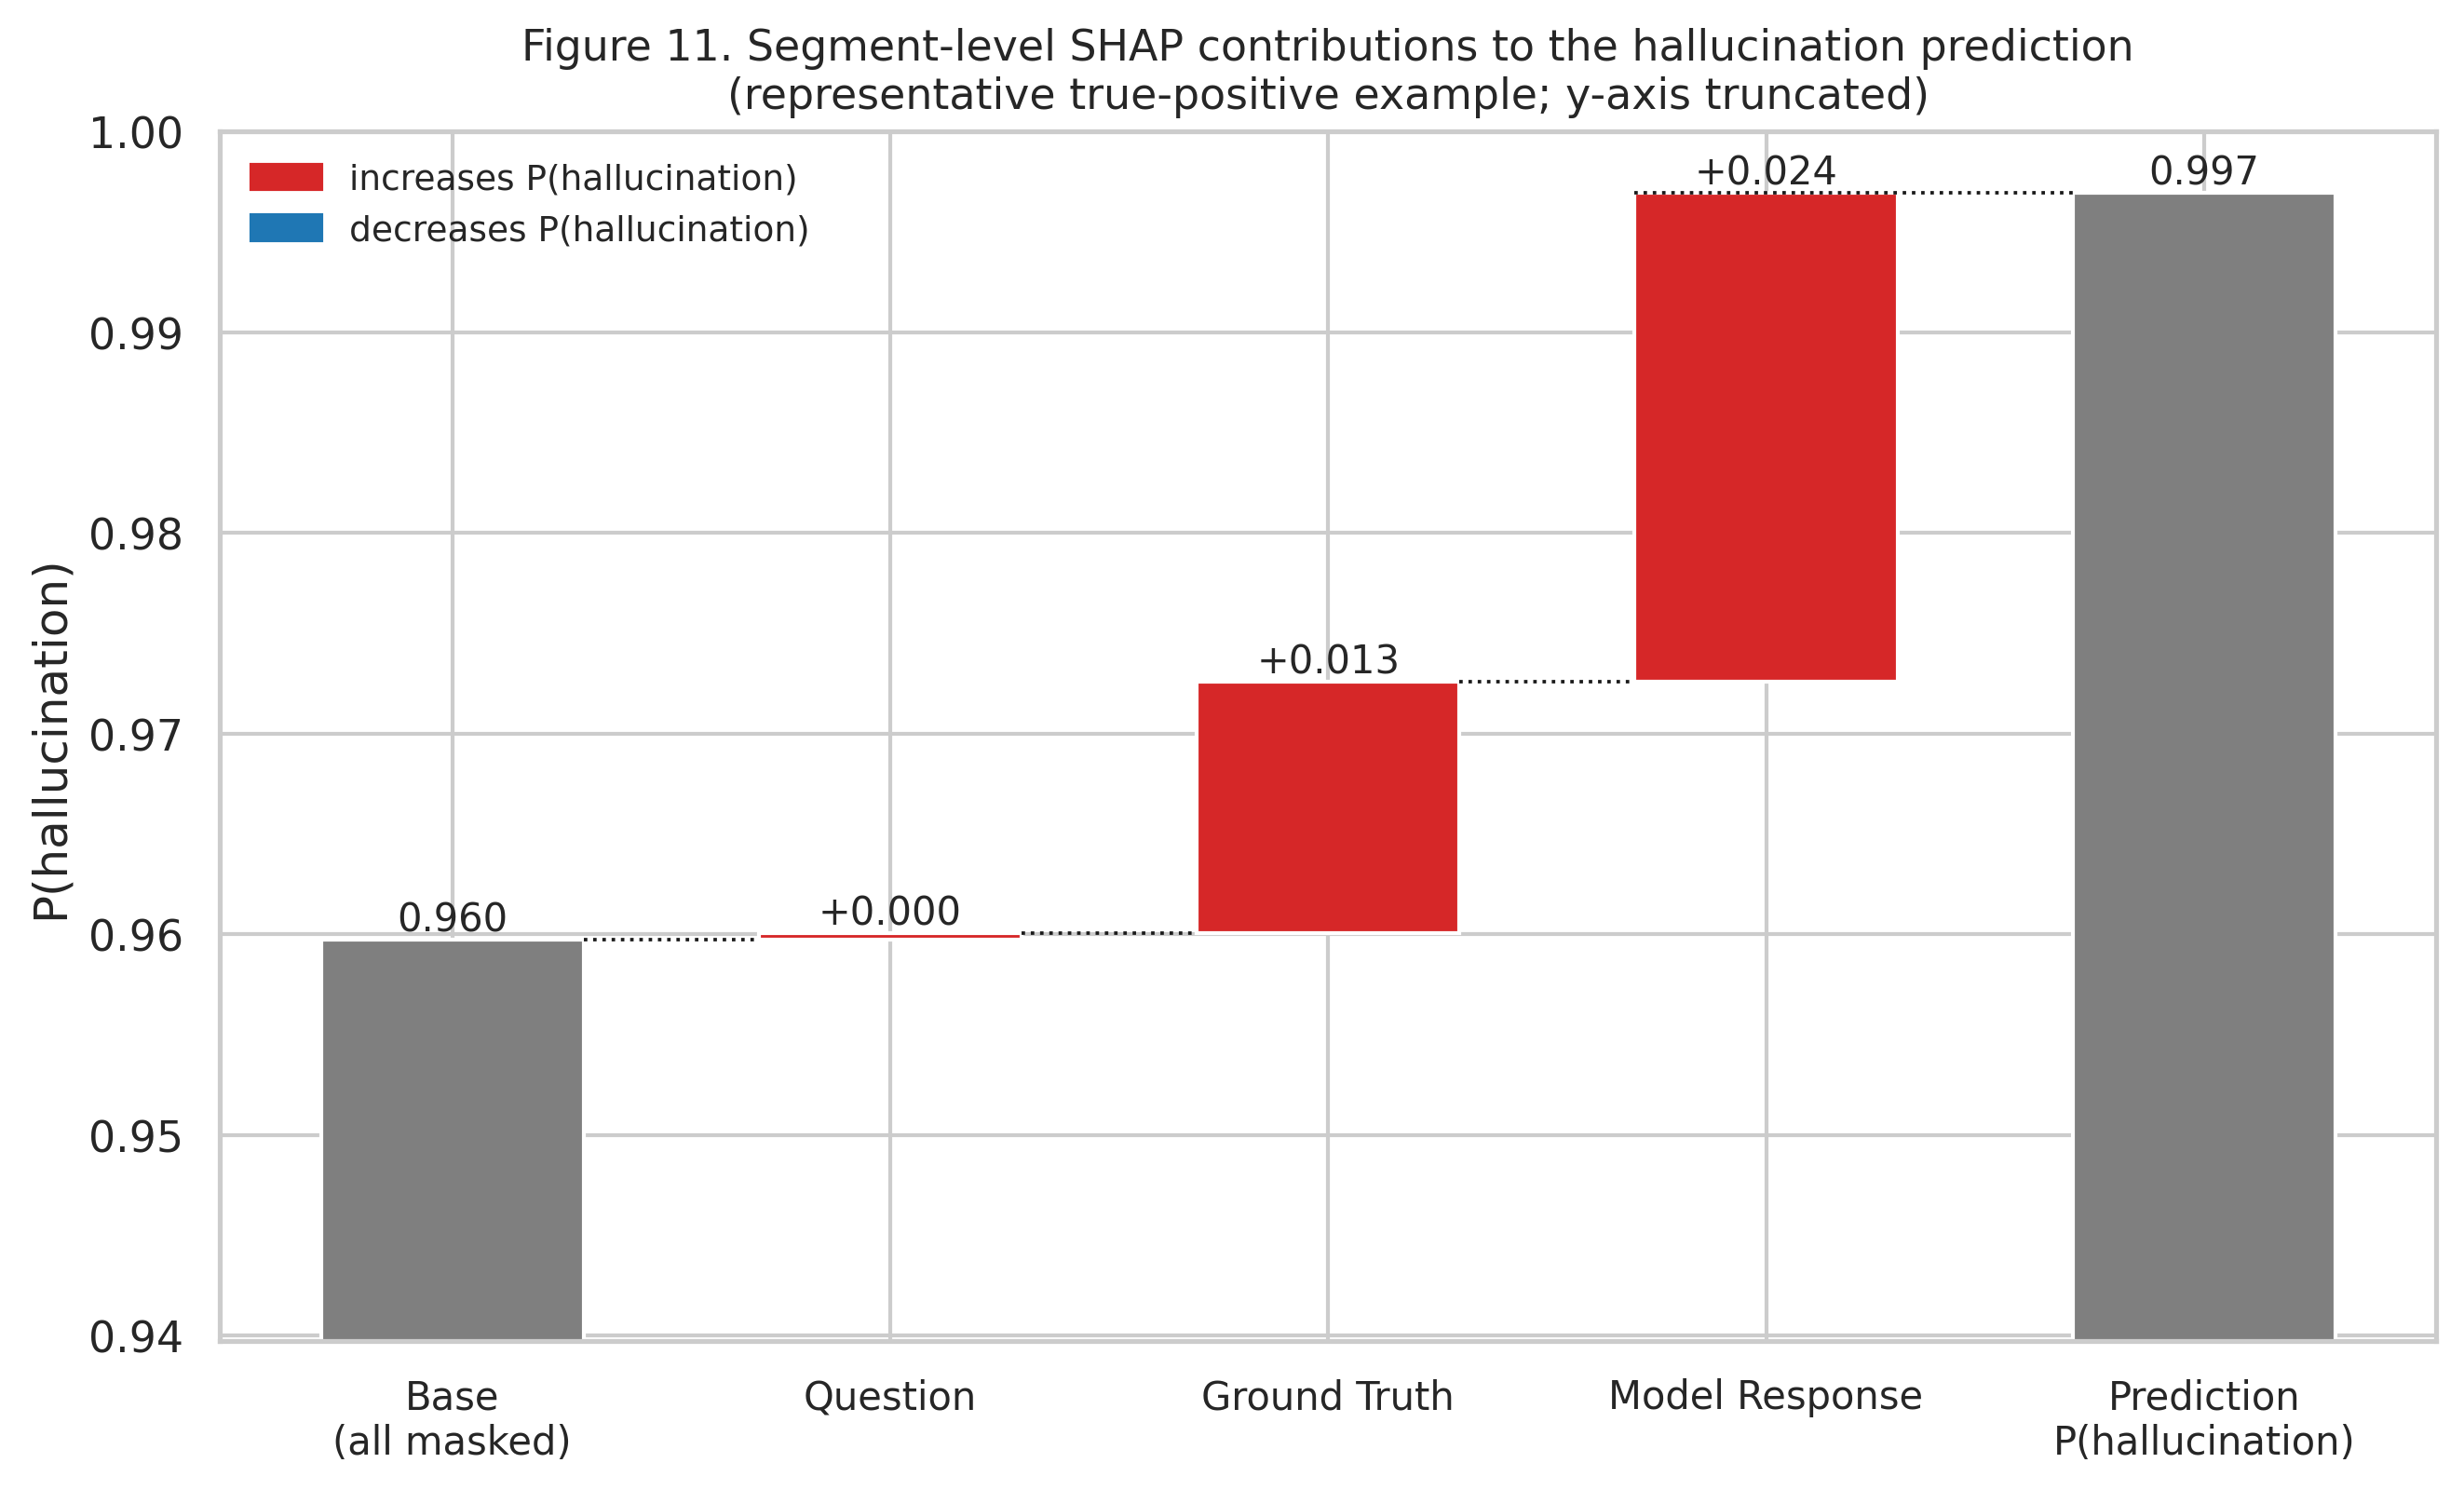 Figure 11. Segment-level SHAP contributions to the hallucination prediction
(representative true-positive example; y-axis truncated)
increases P(hallucination)
decreases P(hallucination)
P(hallucination)
1.00
0.99
0.98
0.97
0.96
0.95
0.94
0.960
+0.000
+0.013
+0.024
0.997
Base
(all masked)
Question
Ground Truth
Model Response
Prediction
P(hallucination)